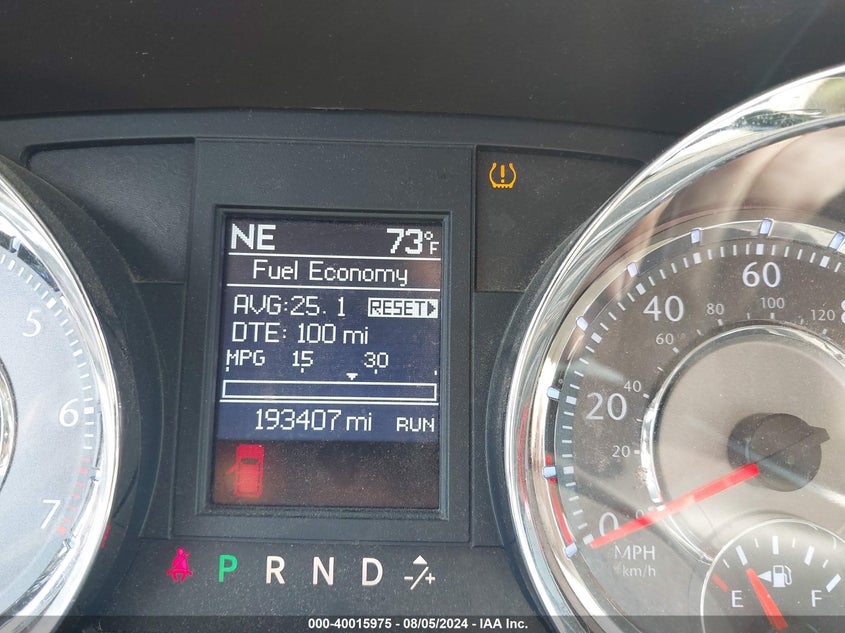 NE 73°F
Fuel Economy
AVG:25.1 RESET
DTE: 100 mi
MPG 15 30
193407 mi RUN
5
6
7
0 20 40 60 8
0 20 40 60 80 100 120
MPH
km/h
E F
P R N D -/+
000-40015975 - 08/05/2024 - IAA Inc.